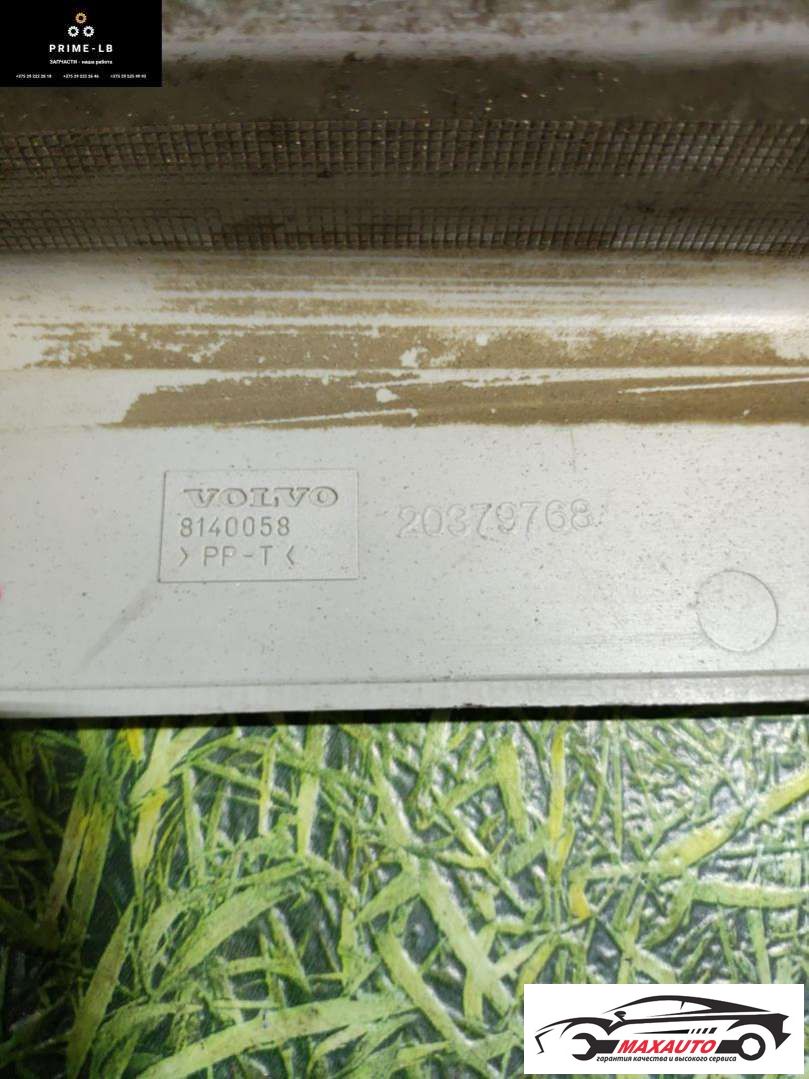 PRIME-LB
ЗАПЧАСТИ - наша работа
VOLVO
8140058
20379768
>PP-T<
MAXAUTO
гарантия качества и высокого сервиса